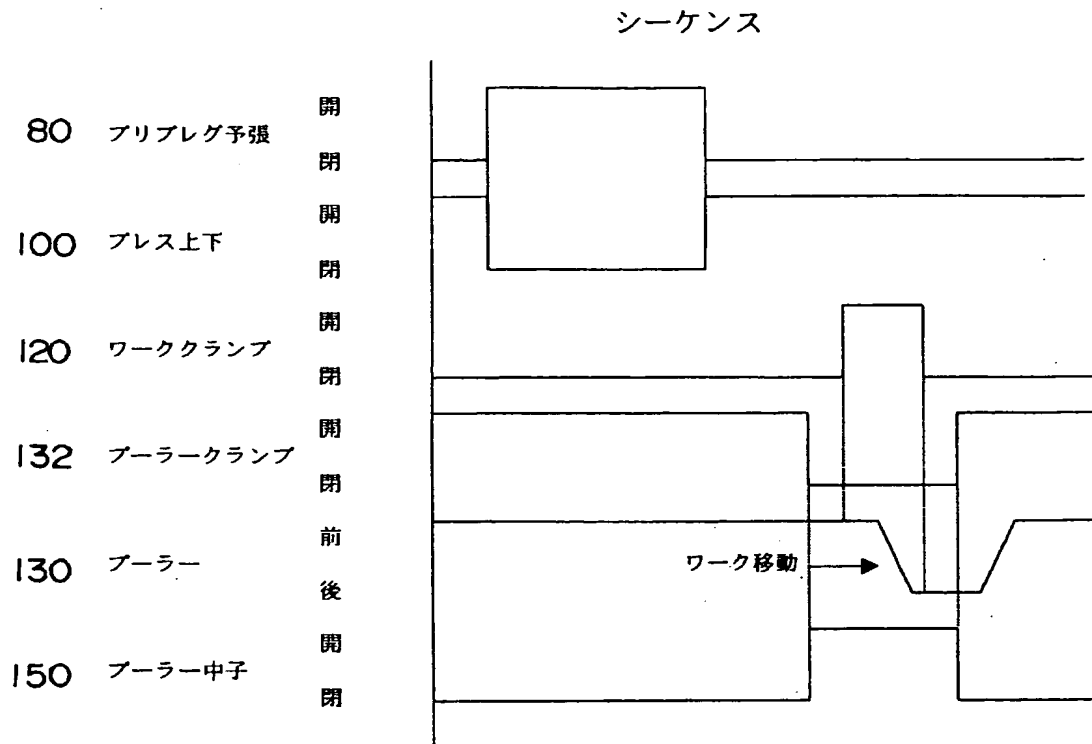 シーケンス
開
80 プリプレグ予張
閉
開
100 プレス上下
閉
開
120 ワーククランプ
閉
開
132 プーラークランプ
閉
前
130 プーラー
ワーク移動
後
開
150 プーラー中子
閉